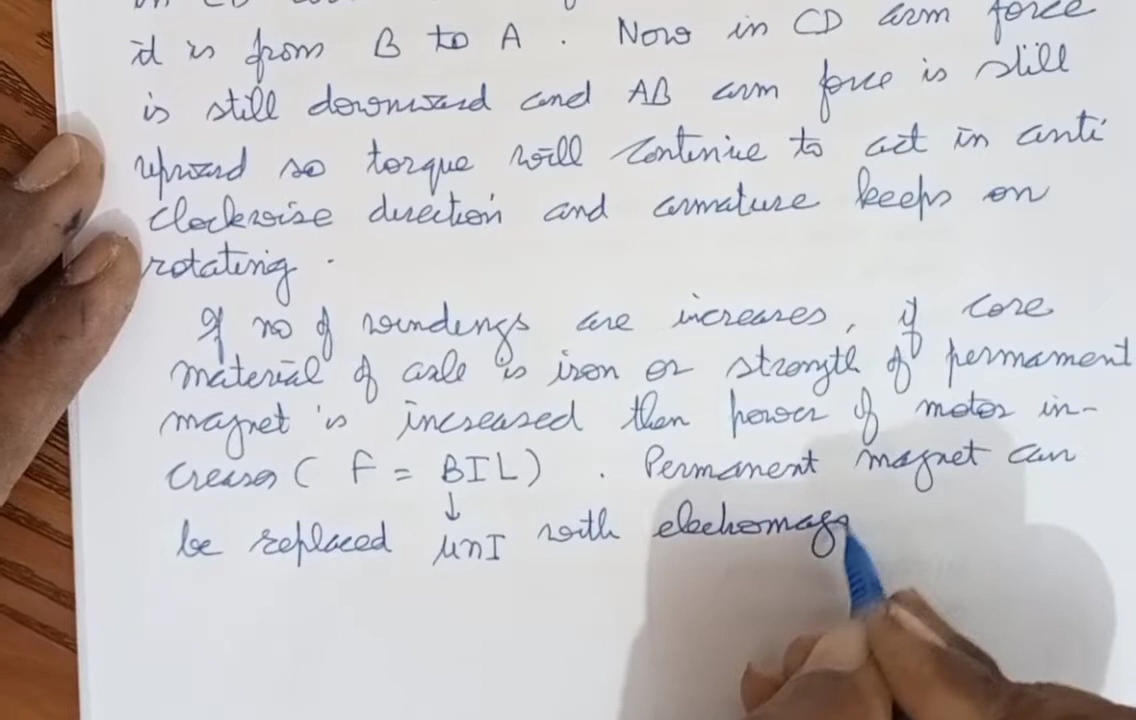 in CD
it is from B to A . Now in CD arm force
is still downward and AB arm force is still
upward so torque will continue to act in anti
clockwise direction and armature keeps on
rotating .
If no of windings are increases, if core
material of axle is iron or strength of permament
magnet is increased then power of motor in-
creases ( F = BIL ) . Permanent magnet can
↓
be replaced μnI with electromag